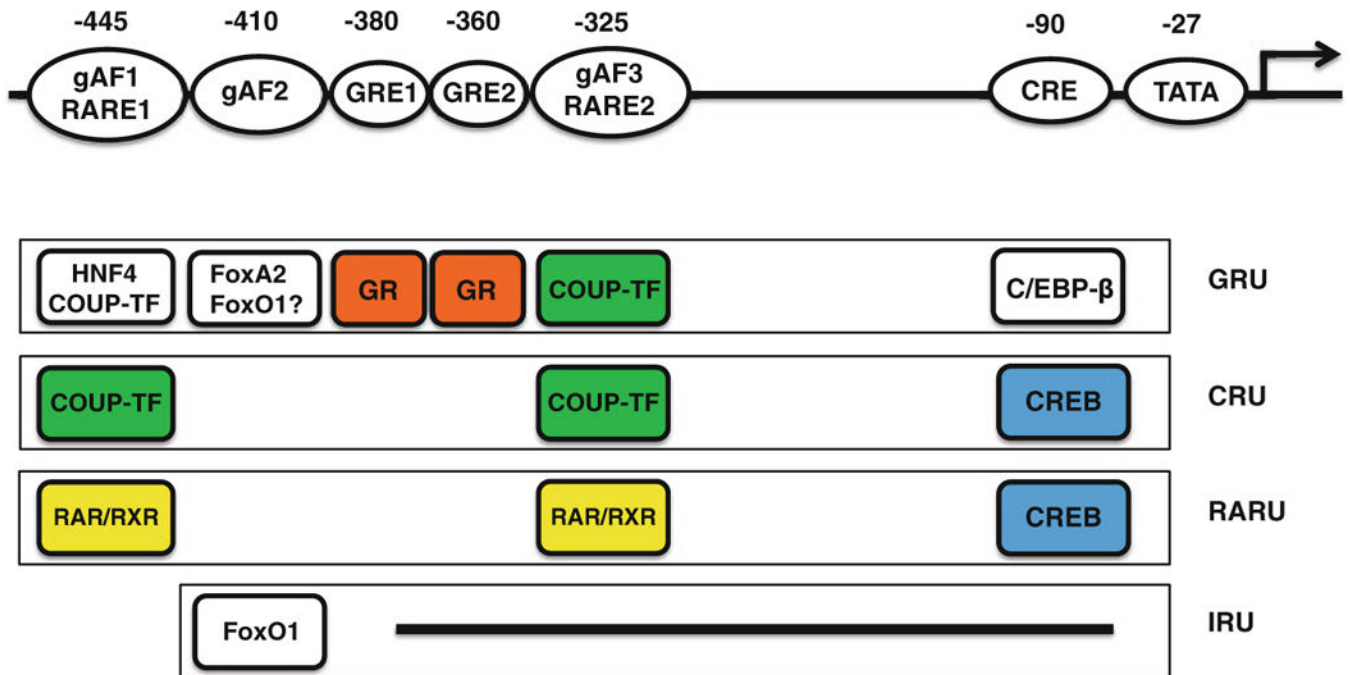 -445 -410 -380 -360 -325 -90 -27
gAF1
RARE1
gAF2
GRE1
GRE2
gAF3
RARE2
CRE
TATA
HNF4
COUP-TF
FoxA2
FoxO1?
GR
GR
COUP-TF
C/EBP-β
GRU
COUP-TF
COUP-TF
CREB
CRU
RAR/RXR
RAR/RXR
CREB
RARU
FoxO1
IRU